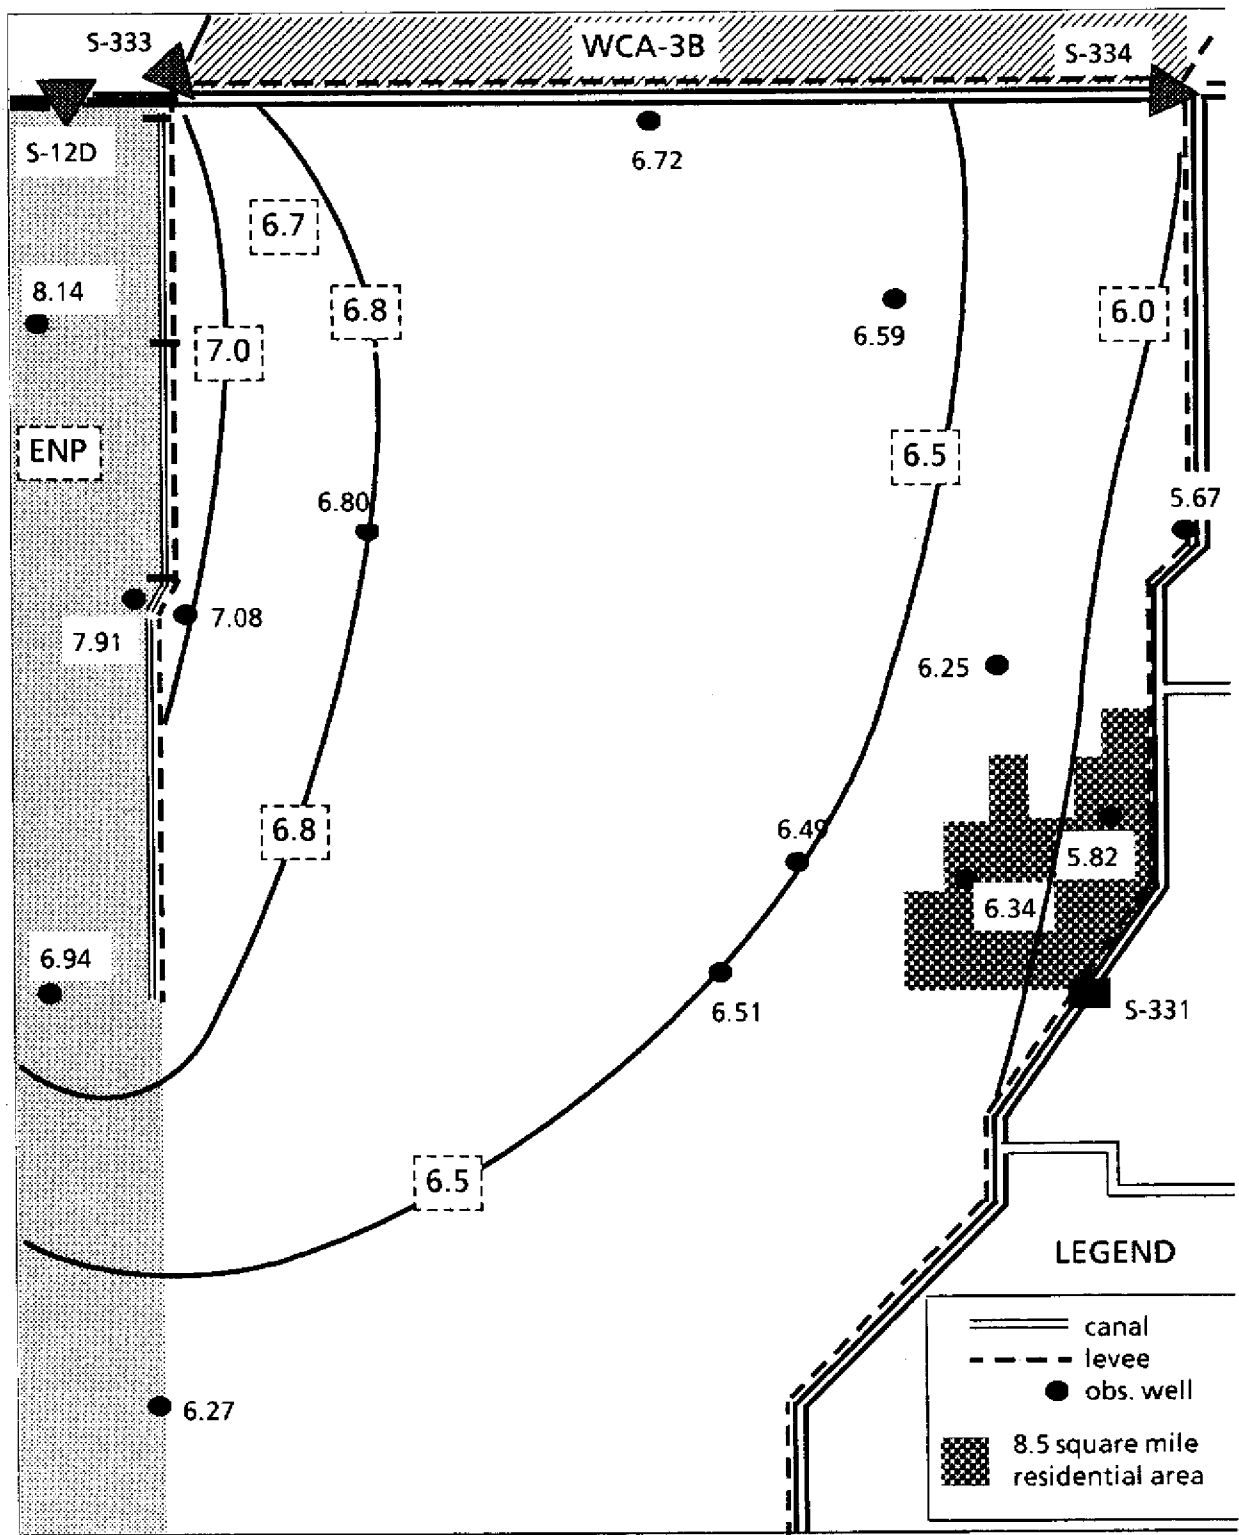 S-333
WCA-3B
S-334
S-12D
6.72
6.7
8.14
6.8
6.0
6.59
7.0
ENP
6.5
6.80
5.67
7.08
7.91
6.25
6.49
6.8
5.82
6.34
6.94
6.51
S-331
6.5
LEGEND
canal
levee
obs. well
8.5 square mile
residential area
6.27